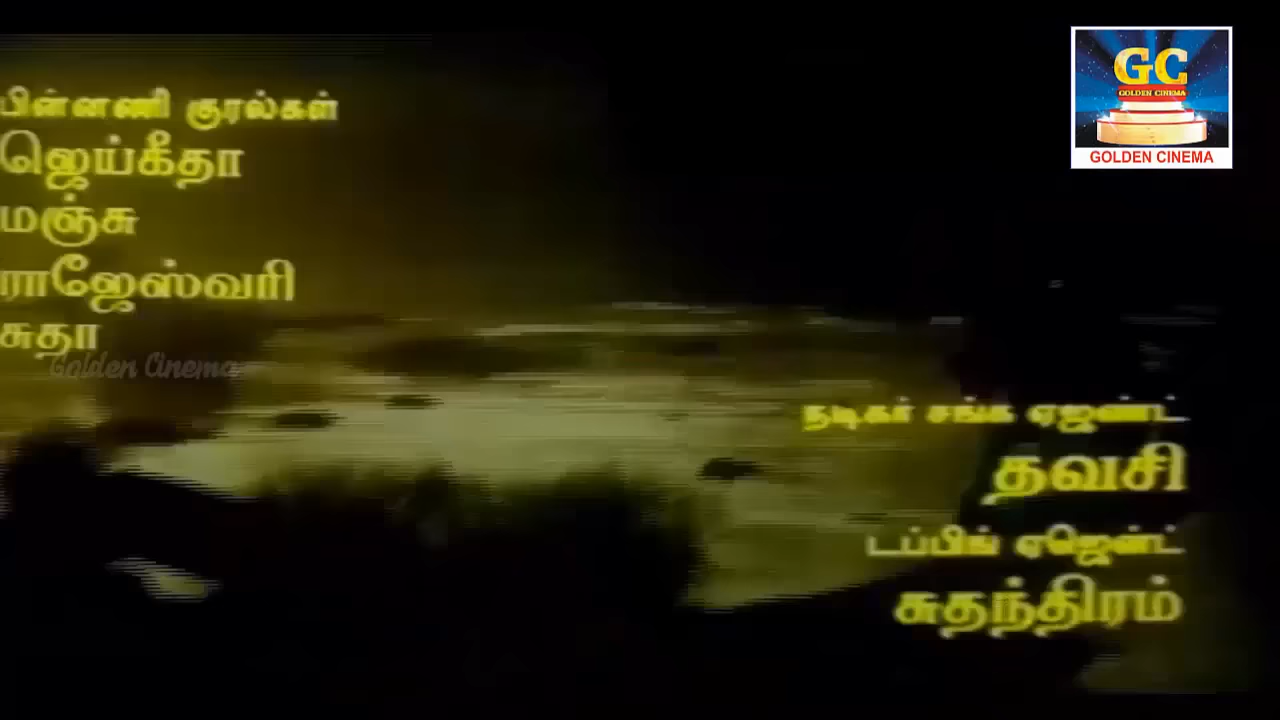 பின்னணி குரல்கள்
ஜெய்கீதா
மஞ்சு
ராஜேஸ்வரி
சுதா
Golden Cinema
நடிகர் சங்க ஏஜண்ட்
தவசி
டப்பிங் ஏஜெண்ட்
சுதந்திரம்
GC
GOLDEN CINEMA
GOLDEN CINEMA